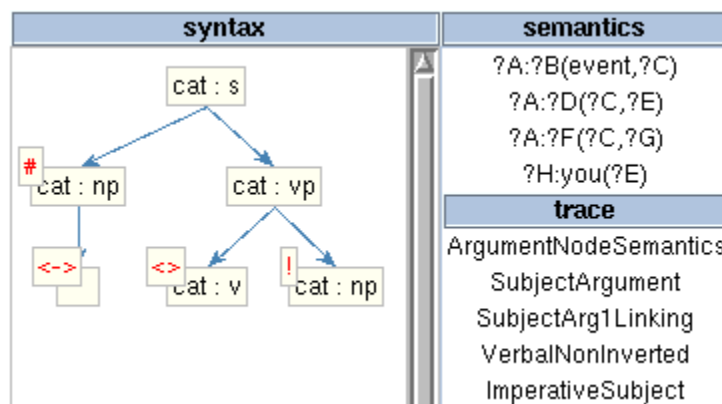 syntax
cat : s
#
cat : np
cat : vp
<->
<>
cat : v
!
cat : np
semantics
?A:?B(event,?C)
?A:?D(?C,?E)
?A:?F(?C,?G)
?H:you(?E)
trace
ArgumentNodeSemantics
SubjectArgument
SubjectArg1Linking
VerbalNonInverted
ImperativeSubject